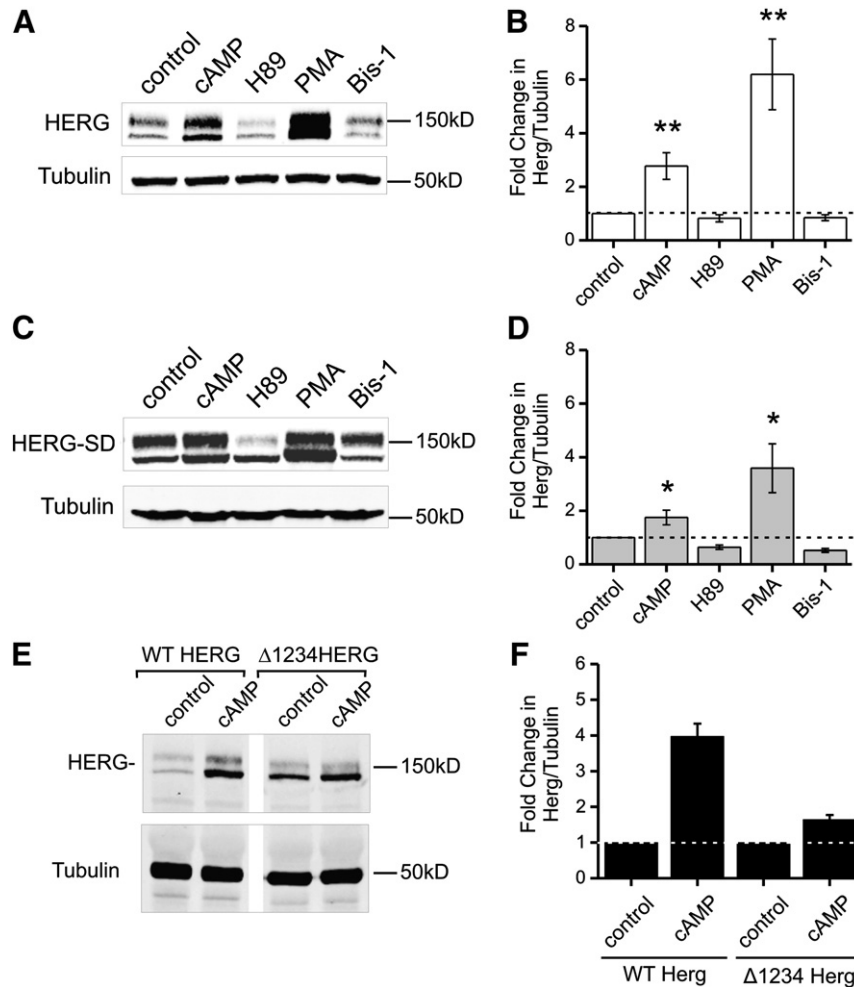 A
control cAMP H89 PMA Bis-1
HERG
150kD
Tubulin
50kD
B
Fold Change in
Herg/Tubulin
8
6
4
2
0
** **
control cAMP H89 PMA Bis-1
C
control cAMP H89 PMA Bis-1
HERG-SD
150kD
Tubulin
50kD
D
Fold Change in
Herg/Tubulin
8
6
4
2
0
* *
control cAMP H89 PMA Bis-1
E
WT HERG Δ1234HERG
control cAMP control cAMP
HERG-
150kD
Tubulin
50kD
F
Fold Change in
Herg/Tubulin
6
5
4
3
2
1
0
control cAMP control cAMP
WT Herg Δ1234 Herg